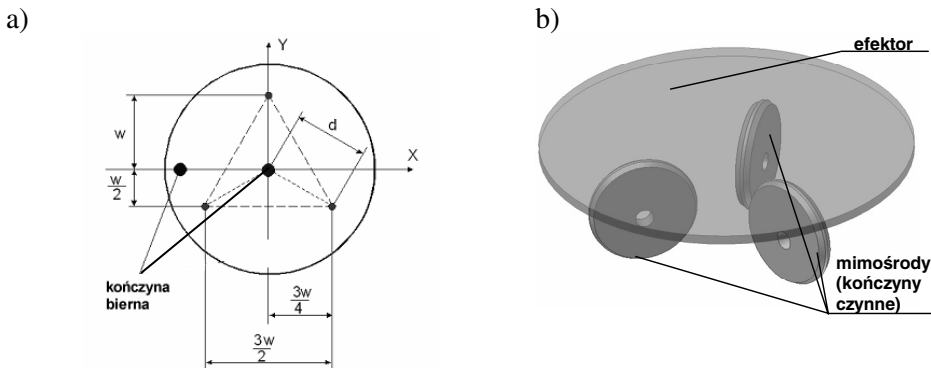 a)
Y
w
d
X
w
2
kończyna
bierna
3w
4
3w
2
b)
efektor
mimośrody
(kończyny
czynne)